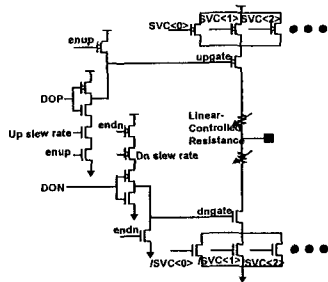 SVC<0>
SVC<1>
SVC<2>
enup
upgate
DOP
Linear-
Controlled
Resistance
Up slew rate
endn
Dn slew rate
enup
DON
dngate
endn
/SVC<0>
/SVC<1>
/SVC<2>